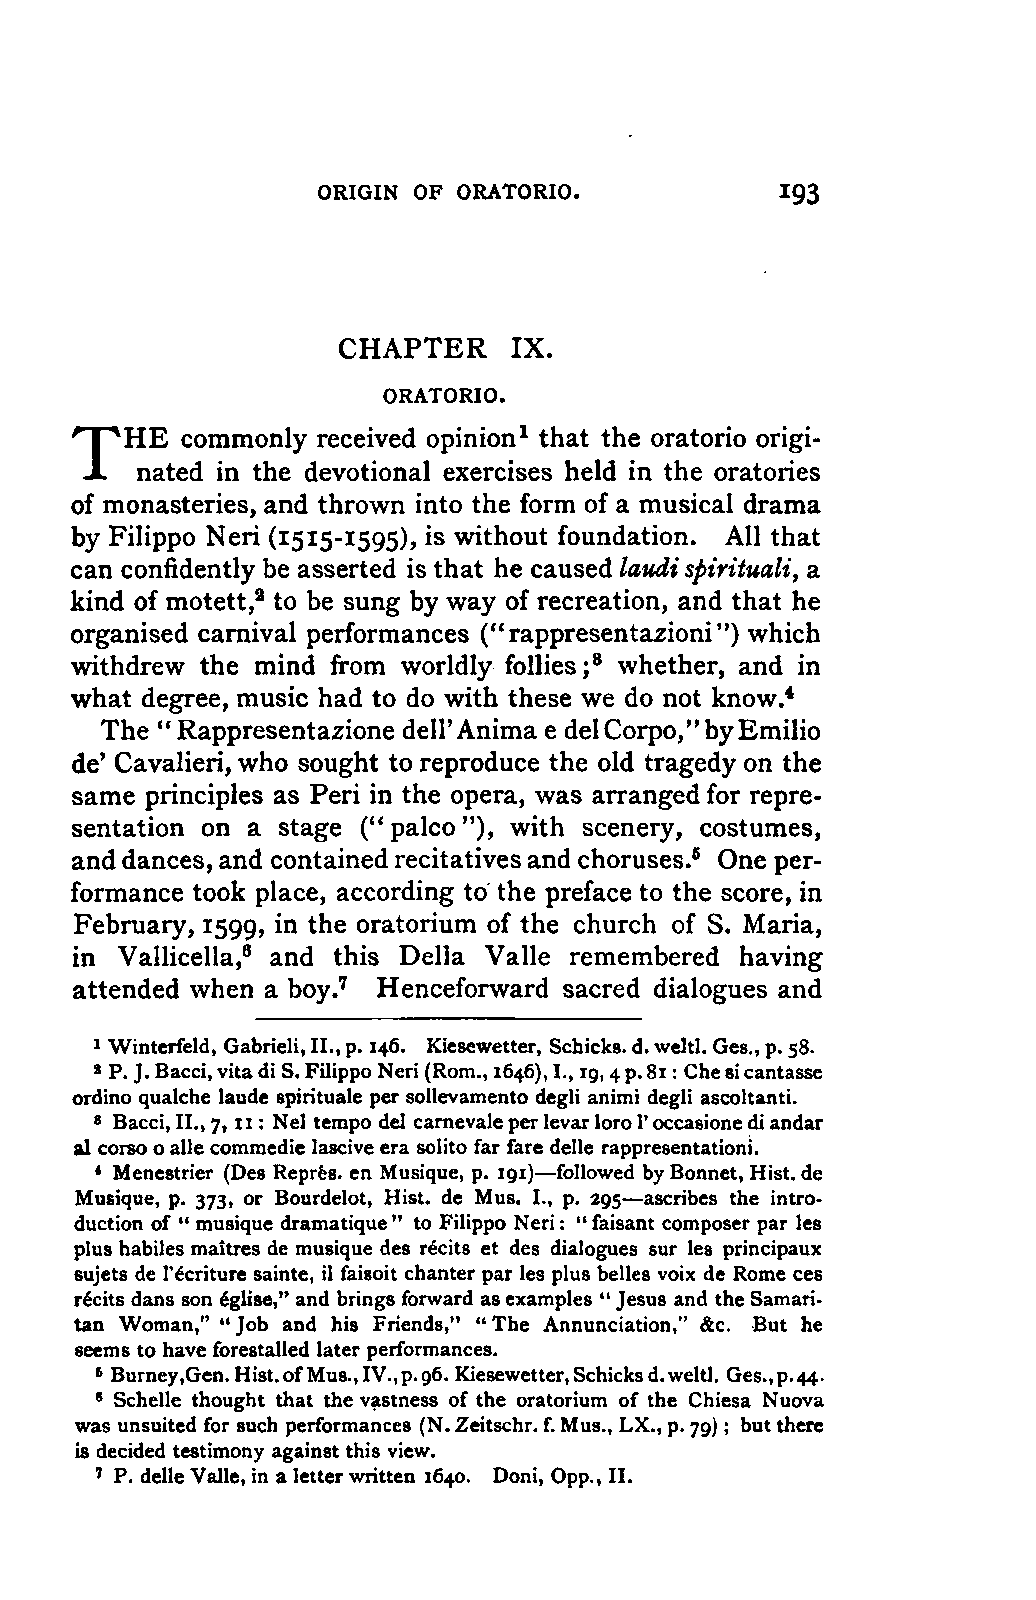 ORIGIN OF ORATORIO. 193
CHAPTER IX.
ORATORIO.
THE commonly received opinion¹ that the oratorio origi-
nated in the devotional exercises held in the oratories
of monasteries, and thrown into the form of a musical drama
by Filippo Neri (1515-1595), is without foundation. All that
can confidently be asserted is that he caused laudi spirituali, a
kind of motett,² to be sung by way of recreation, and that he
organised carnival performances ("rappresentazioni") which
withdrew the mind from worldly follies;³ whether, and in
what degree, music had to do with these we do not know.⁴
The "Rappresentazione dell' Anima e del Corpo," by Emilio
de' Cavalieri, who sought to reproduce the old tragedy on the
same principles as Peri in the opera, was arranged for repre-
sentation on a stage ("palco"), with scenery, costumes,
and dances, and contained recitatives and choruses.⁵ One per-
formance took place, according to the preface to the score, in
February, 1599, in the oratorium of the church of S. Maria,
in Vallicella,⁶ and this Della Valle remembered having
attended when a boy.⁷ Henceforward sacred dialogues and
¹ Winterfeld, Gabrieli, II., p. 146. Kiesewetter, Schicks. d. weltl. Ges., p. 58.
² P. J. Bacci, vita di S. Filippo Neri (Rom., 1646), I., 19, 4 p. 81: Che si cantasse
ordino qualche laude spirituale per sollevamento degli animi degli ascoltanti.
³ Bacci, II., 7, 11: Nel tempo del carnevale per levar loro l' occasione di andar
al corso o alle commedie lascive era solito far fare delle rappresentationi.
⁴ Menestrier (Des Reprès. en Musique, p. 191)—followed by Bonnet, Hist. de
Musique, p. 373, or Bourdelot, Hist. de Mus. I., p. 295—ascribes the intro-
duction of "musique dramatique" to Filippo Neri: "faisant composer par les
plus habiles maîtres de musique des récits et des dialogues sur les principaux
sujets de l'écriture sainte, il faisoit chanter par les plus belles voix de Rome ces
récits dans son église," and brings forward as examples "Jesus and the Samari-
tan Woman," "Job and his Friends," "The Annunciation," &c. But he
seems to have forestalled later performances.
⁵ Burney, Gen. Hist. of Mus., IV., p. 96. Kiesewetter, Schicks d. weltl. Ges., p. 44.
⁶ Schelle thought that the vastness of the oratorium of the Chiesa Nuova
was unsuited for such performances (N. Zeitschr. f. Mus., LX., p. 79); but there
is decided testimony against this view.
⁷ P. delle Valle, in a letter written 1640. Doni, Opp., II.